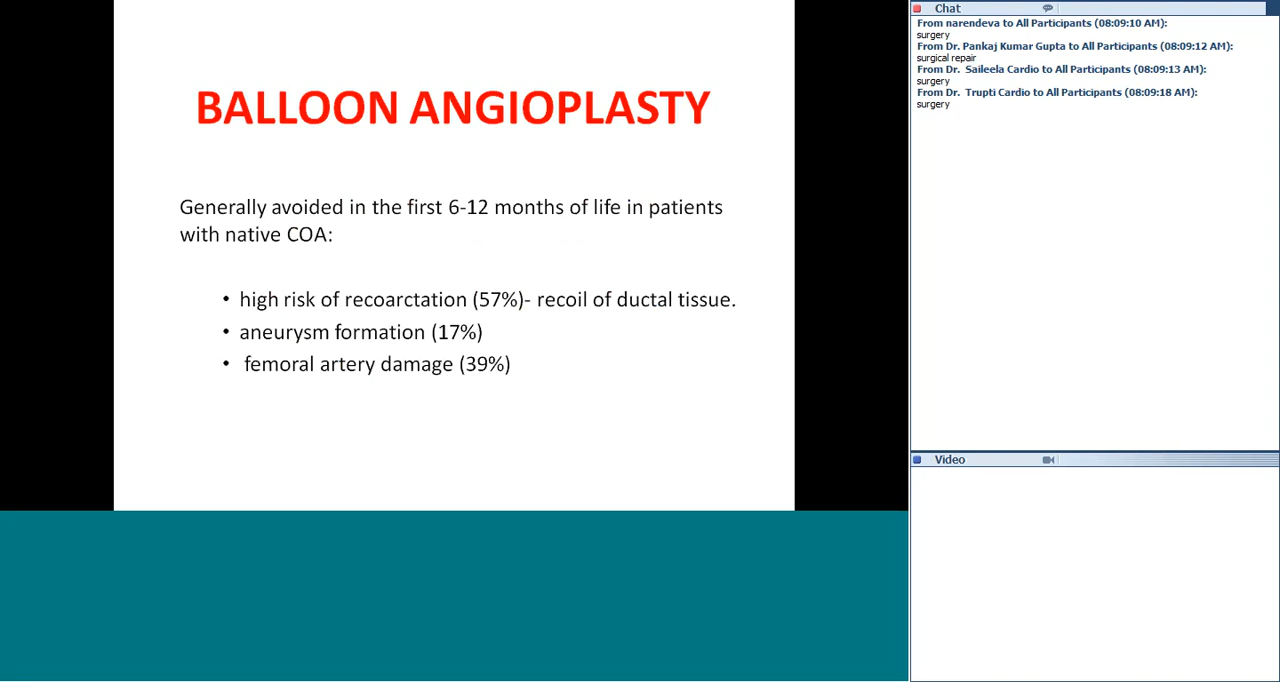 BALLOON ANGIOPLASTY
Generally avoided in the first 6-12 months of life in patients
with native COA:
• high risk of recoarctation (57%)- recoil of ductal tissue.
• aneurysm formation (17%)
• femoral artery damage (39%)
Chat
From narendeva to All Participants (08:09:10 AM):
surgery
From Dr. Pankaj Kumar Gupta to All Participants (08:09:12 AM):
surgical repair
From Dr. Saileela Cardio to All Participants (08:09:13 AM):
surgery
From Dr. Trupti Cardio to All Participants (08:09:18 AM):
surgery
Video